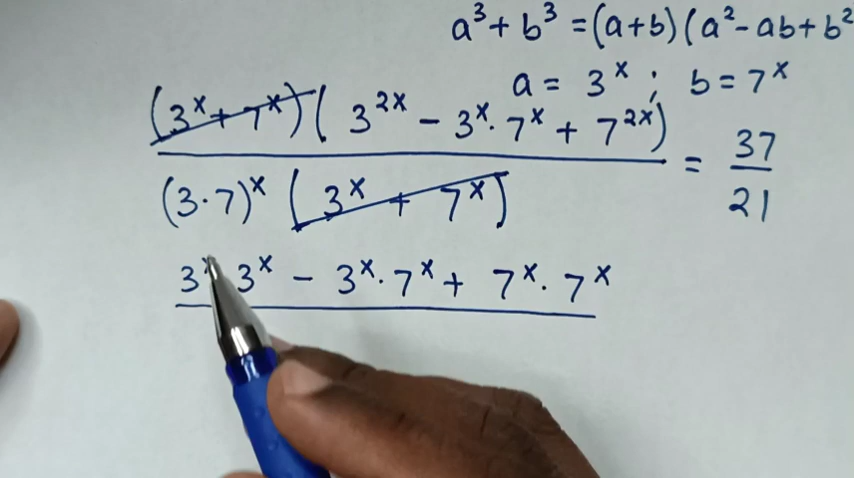 a³ + b³ = (a+b)(a² - ab + b²
a = 3ˣ ; b = 7ˣ
(3ˣ + 7ˣ)(3²ˣ - 3ˣ · 7ˣ + 7²ˣ) / (3·7)ˣ (3ˣ + 7ˣ) = 37/21
3ˣ 3ˣ - 3ˣ · 7ˣ + 7ˣ · 7ˣ